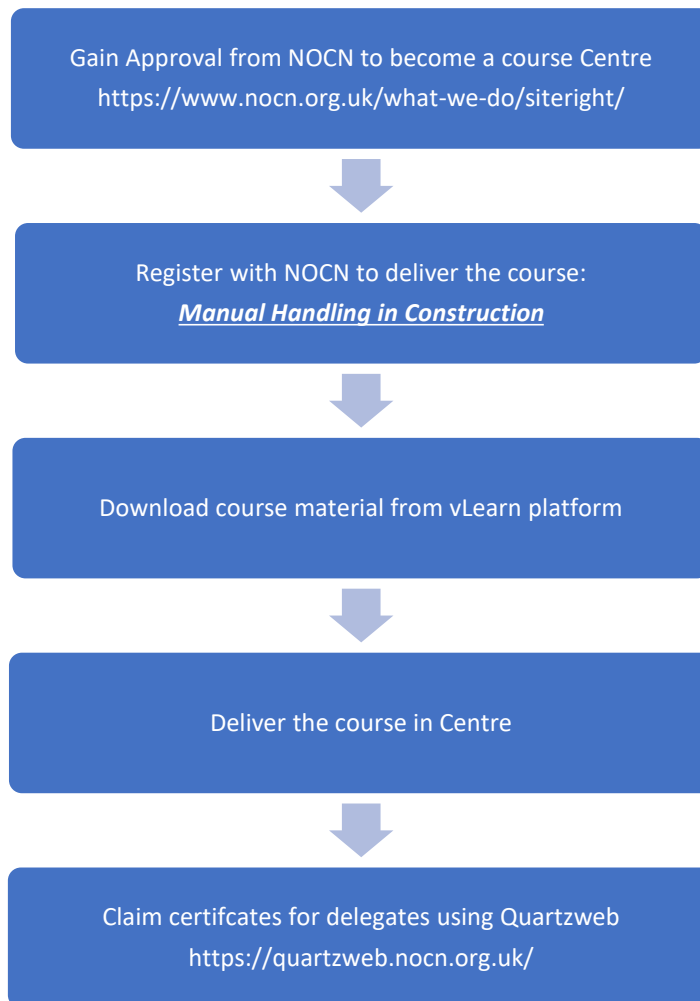 Gain Approval from NOCN to become a course Centre
https://www.nocn.org.uk/what-we-do/siteright/
Register with NOCN to deliver the course:
Manual Handling in Construction
Download course material from vLearn platform
Deliver the course in Centre
Claim certifcates for delegates using Quartzweb
https://quartzweb.nocn.org.uk/